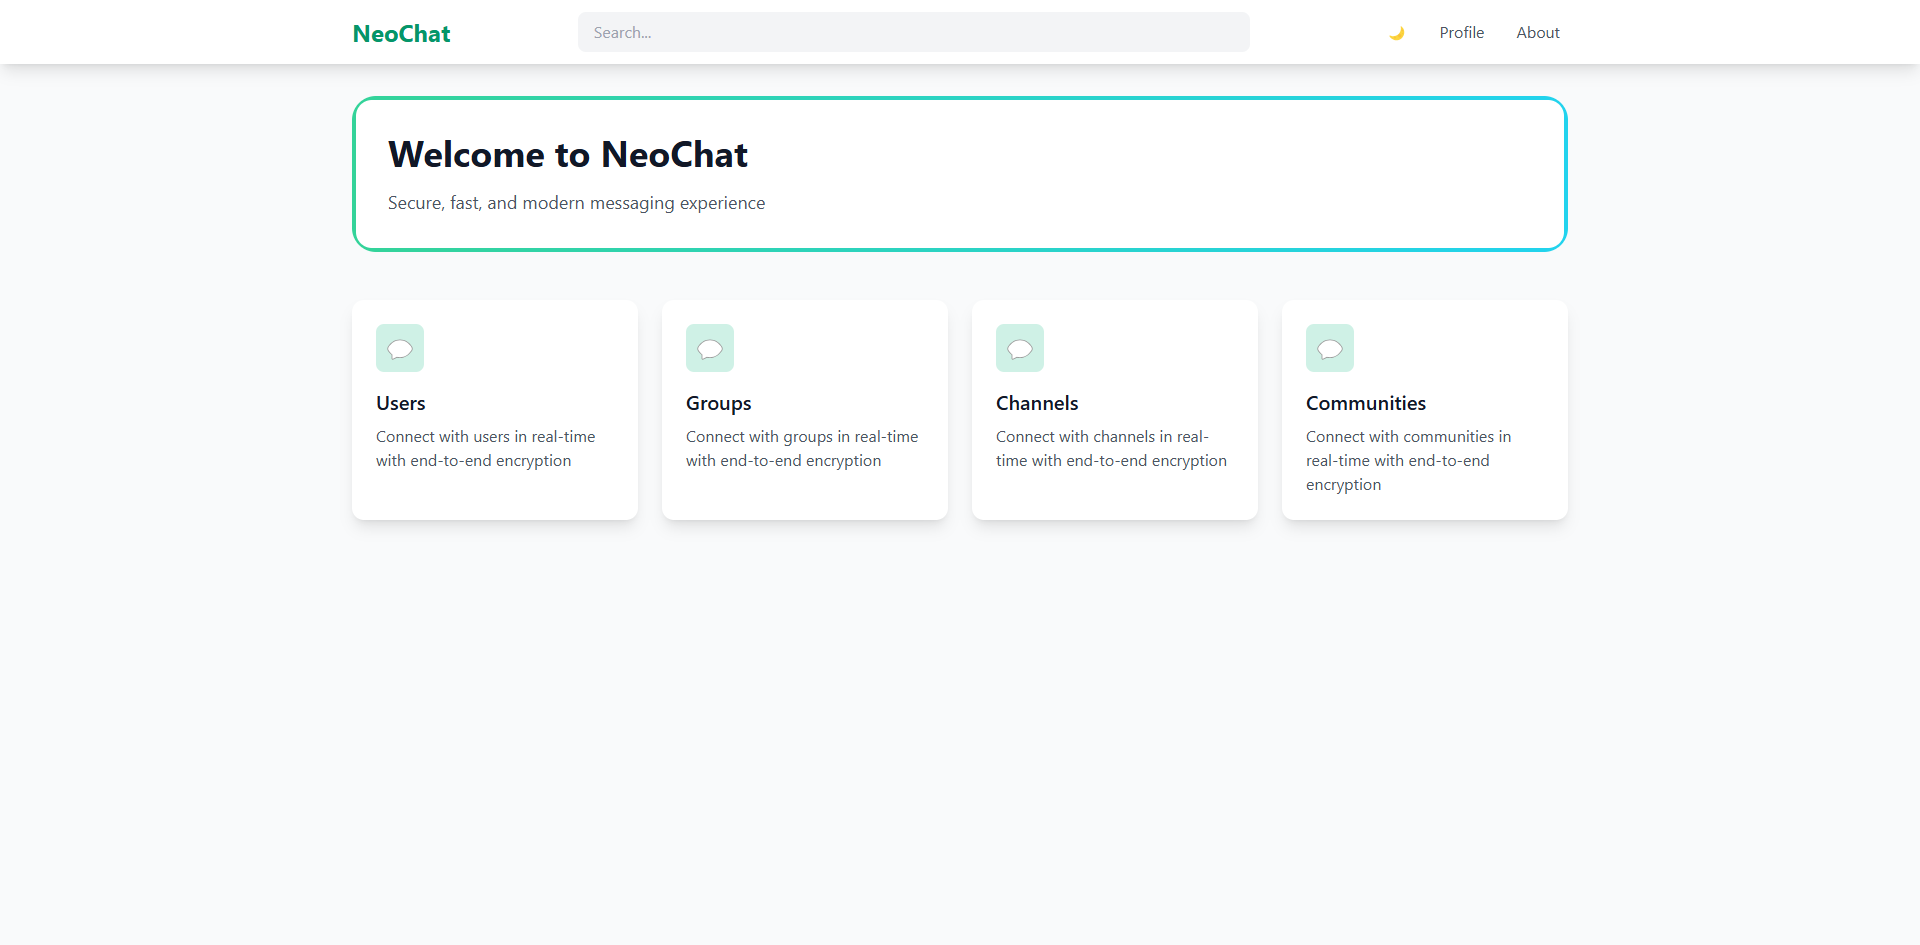 NeoChat
Search...
Profile
About
Welcome to NeoChat
Secure, fast, and modern messaging experience
Users
Connect with users in real-time
with end-to-end encryption
Groups
Connect with groups in real-time
with end-to-end encryption
Channels
Connect with channels in real-
time with end-to-end encryption
Communities
Connect with communities in
real-time with end-to-end
encryption